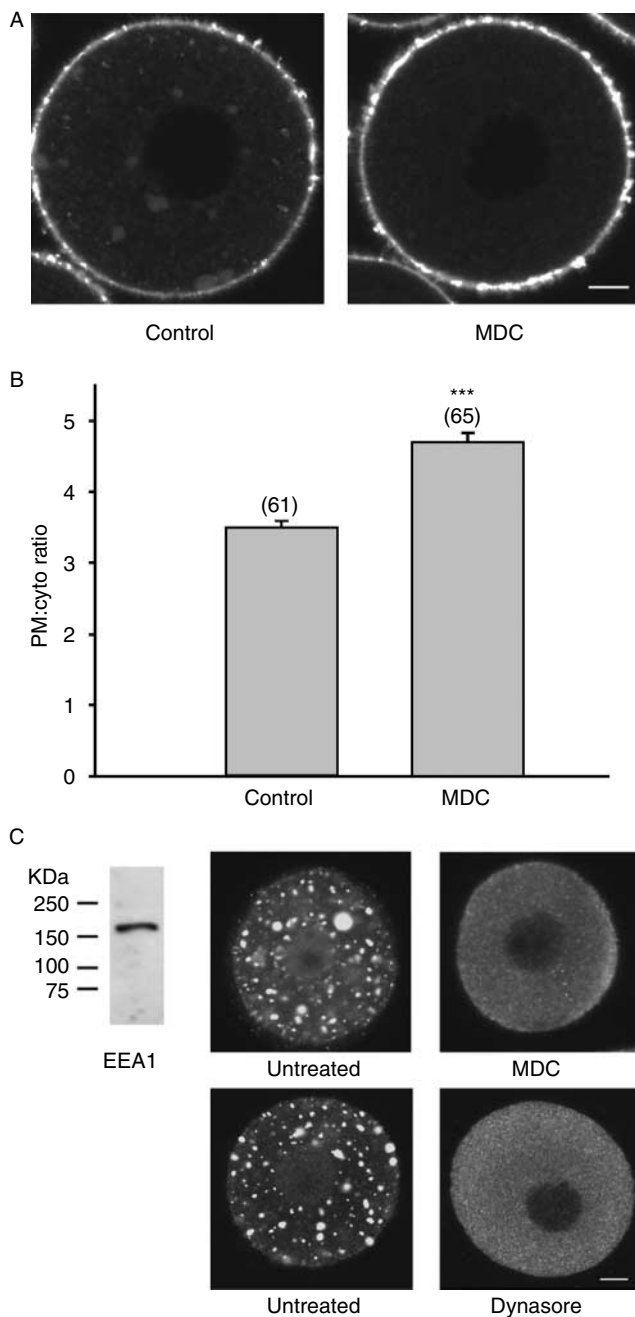 A
Control MDC
B
PM:cyto ratio
5
4
3
2
1
0
(61)
***
(65)
Control MDC
C
KDa
250
150
100
75
EEA1
Untreated MDC
Untreated Dynasore